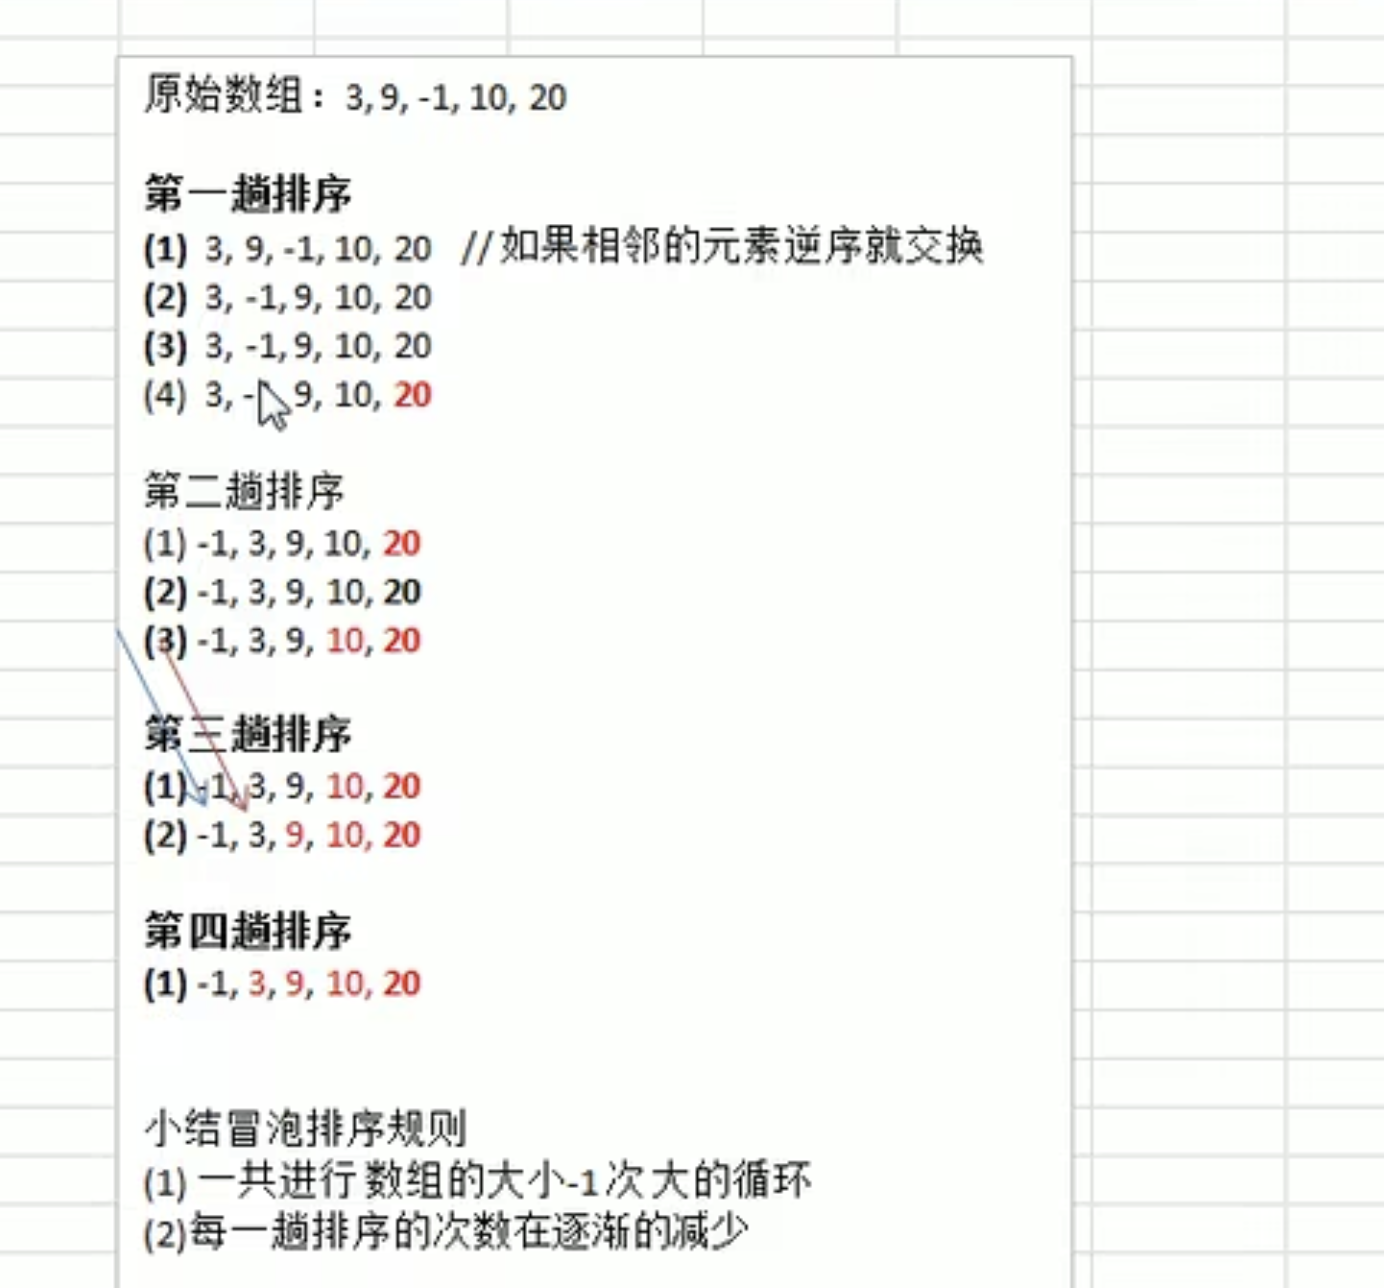 原始数组：3, 9, -1, 10, 20
第一趟排序
(1) 3, 9, -1, 10, 20 //如果相邻的元素逆序就交换
(2) 3, -1, 9, 10, 20
(3) 3, -1, 9, 10, 20
(4) 3, - 9, 10, 20
第二趟排序
(1) -1, 3, 9, 10, 20
(2) -1, 3, 9, 10, 20
(3) -1, 3, 9, 10, 20
第三趟排序
(1) -1, 3, 9, 10, 20
(2) -1, 3, 9, 10, 20
第四趟排序
(1) -1, 3, 9, 10, 20
小结冒泡排序规则
(1) 一共进行 数组的大小-1 次 大的循环
(2)每一趟排序的次数在逐渐的减少